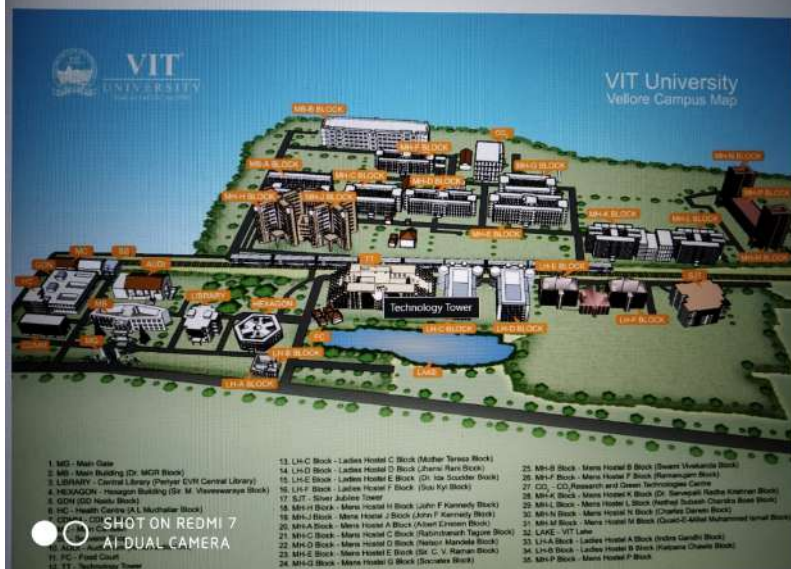 VIT
UNIVERSITY
VIT University
Vellore Campus Map
MB-B BLOCK
CO₂
MH-F BLOCK
MB-A BLOCK
MH-G BLOCK
MH-N BLOCK
MH-C BLOCK
MH-D BLOCK
MH-H BLOCK
MH-J BLOCK
MH-P BLOCK
MH-K BLOCK
MH-L BLOCK
MH-E BLOCK
MH-M BLOCK
AUDI
TT
LH-E BLOCK
SJT
LIBRARY
HEXAGON
MB
Technology Tower
LH-F BLOCK
MG
FC
LH-C BLOCK
LH-D BLOCK
LH-B BLOCK
LAKE
LH-A BLOCK
1. MG - Main Gate
2. MB - Main Building (Dr. MGR Block)
3. LIBRARY - Central Library (Periyar EVR Central Library)
4. HEXAGON - Hexagon Building (Sir. M. Visweswaraya Block)
5. GDN (GD Naidu Block)
6. HC - Health Centre (A L Mudhaliar Block)
11. FC - Food Court
12. TT - Technology Tower
13. LH-C Block - Ladies Hostel C Block (Mother Teresa Block)
14. LH-D Block - Ladies Hostel D Block (Jhansi Rani Block)
15. LH-E Block - Ladies Hostel E Block (Dr. Ida Scudder Block)
16. LH-F Block - Ladies Hostel F Block (Suu Kyi Block)
17. SJT - Silver Jubilee Tower
18. MH-H Block - Mens Hostel H Block (John F Kennedy Block)
19. MH-J Block - Mens Hostel J Block (John F Kennedy Block)
20. MH-A Block - Mens Hostel A Block (Albert Einstein Block)
21. MH-C Block - Mens Hostel C Block (Rabindranath Tagore Block)
22. MH-D Block - Mens Hostel D Block (Nelson Mandela Block)
23. MH-E Block - Mens Hostel E Block (Sir. C. V. Raman Block)
24. MH-G Block - Mens Hostel G Block (Socrates Block)
25. MH-B Block - Mens Hostel B Block (Swami Vivekanda Block)
26. MH-F Block - Mens Hostel F Block (Ramanujam Block)
27. CO₂ - CO₂ Research and Green Technologies Centre
28. MH-K Block - Mens Hostel K Block (Dr. Sarvepalli Radha Krishnan Block)
29. MH-L Block - Mens Hostel L Block (Nethaji Subash Chandra Bose Block)
30. MH-N Block - Mens Hostel N Block (Charles Darwin Block)
31. MH-M Block - Mens Hostel M Block (Quaid-E-Millat Muhammed Ismail Block)
32. LAKE - VIT Lake
33. LH-A Block - Ladies Hostel A Block (Indira Gandhi Block)
34. LH-B Block - Ladies Hostel B Block (Kalpana Chawla Block)
35. MH-P Block - Mens Hostel P Block
SHOT ON REDMI 7
AI DUAL CAMERA